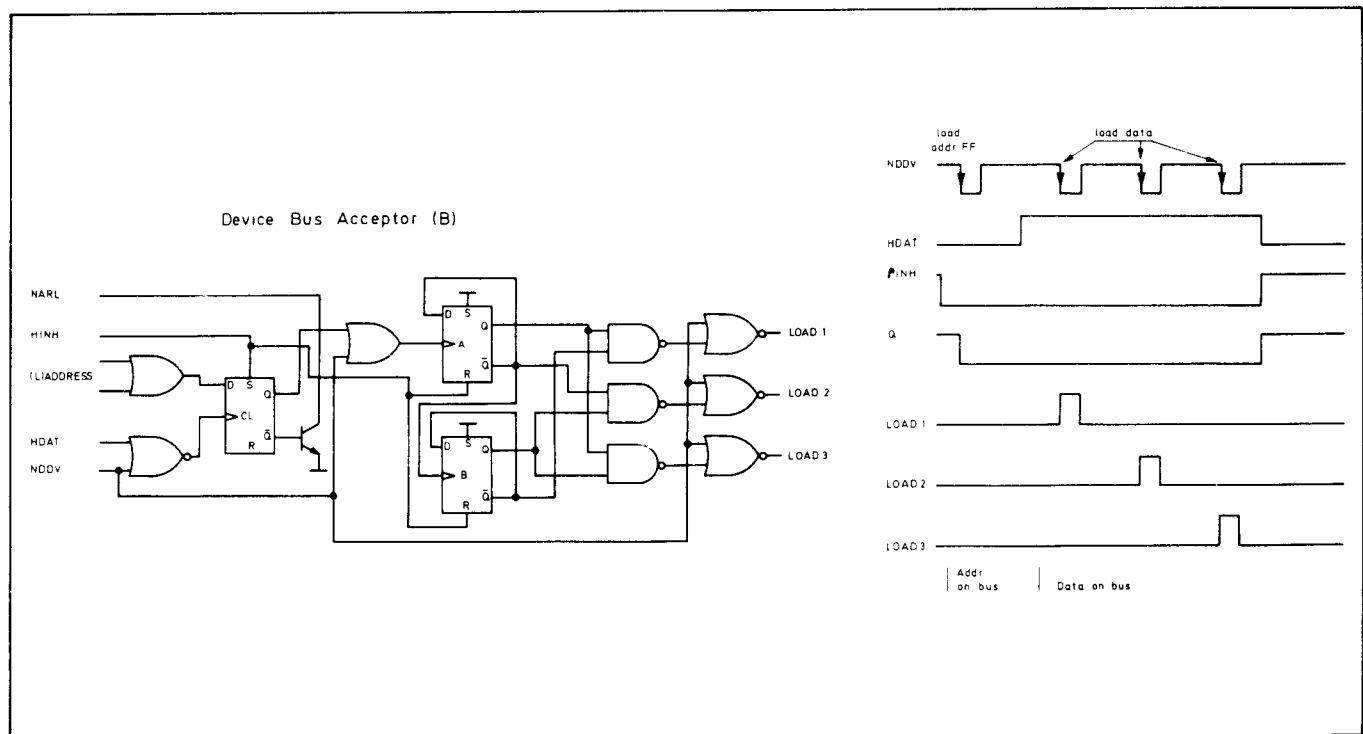 Device Bus Acceptor (B)
NARL
HINH
(L)ADDRESS
HDAT
NDDV
D S
Q
CL
R Q̅
D S
Q
A
Q̅
R
D S
Q
B
Q̅
R
LOAD 1
LOAD 2
LOAD 3
load
addr FF
load data
NDDV
HDAT
INH
Q
LOAD 1
LOAD 2
LOAD 3
Addr
on bus
Data on bus